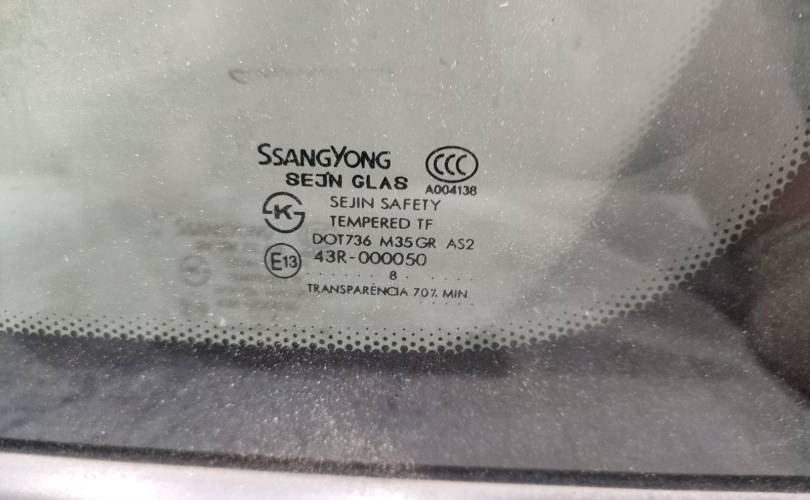 SSANGYONG
CCC
SEJIN GLAS
A004138
SEJIN SAFETY
K
TEMPERED TF
DOT736 M35GR AS2
E13 43R-000050
. . . . . 8 . . . . .
TRANSPARÊNCIA 70% MIN.